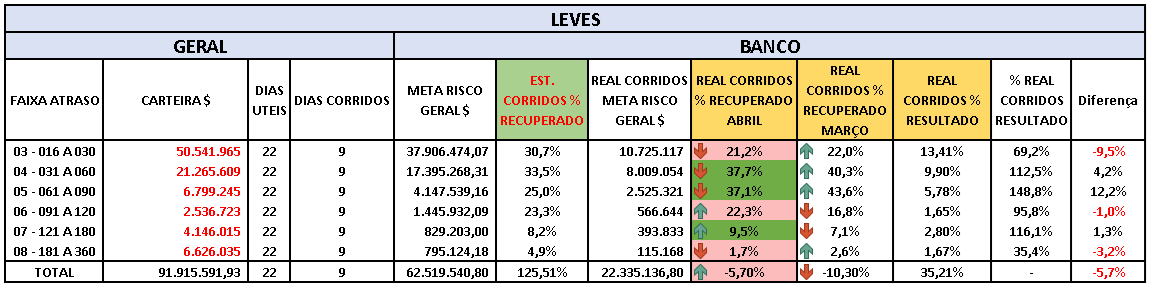 LEVES
GERAL BANCO
FAIXA ATRASO CARTEIRA $ DIAS UTEIS DIAS CORRIDOS META RISCO GERAL $ EST. CORRIDOS % RECUPERADO REAL CORRIDOS META RISCO GERAL $ REAL CORRIDOS % RECUPERADO ABRIL REAL CORRIDOS % RECUPERADO MARÇO REAL CORRIDOS % RESULTADO % REAL CORRIDOS RESULTADO Diferença
03 - 016 A 030 50.541.965 22 9 37.906.474,07 30,7% 10.725.117 21,2% 22,0% 13,41% 69,2% -9,5%
04 - 031 A 060 21.265.609 22 9 17.395.268,31 33,5% 8.009.054 37,7% 40,3% 9,90% 112,5% 4,2%
05 - 061 A 090 6.799.245 22 9 4.147.539,16 25,0% 2.525.321 37,1% 43,6% 5,78% 148,8% 12,2%
06 - 091 A 120 2.536.723 22 9 1.445.932,09 23,3% 566.644 22,3% 16,8% 1,65% 95,8% -1,0%
07 - 121 A 180 4.146.015 22 9 829.203,00 8,2% 393.833 9,5% 7,1% 2,80% 116,1% 1,3%
08 - 181 A 360 6.626.035 22 9 795.124,18 4,9% 115.168 1,7% 2,6% 1,67% 35,4% -3,2%
TOTAL 91.915.591,93 22 9 62.519.540,80 125,51% 22.335.136,80 -5,70% -10,30% 35,21% - -5,7%